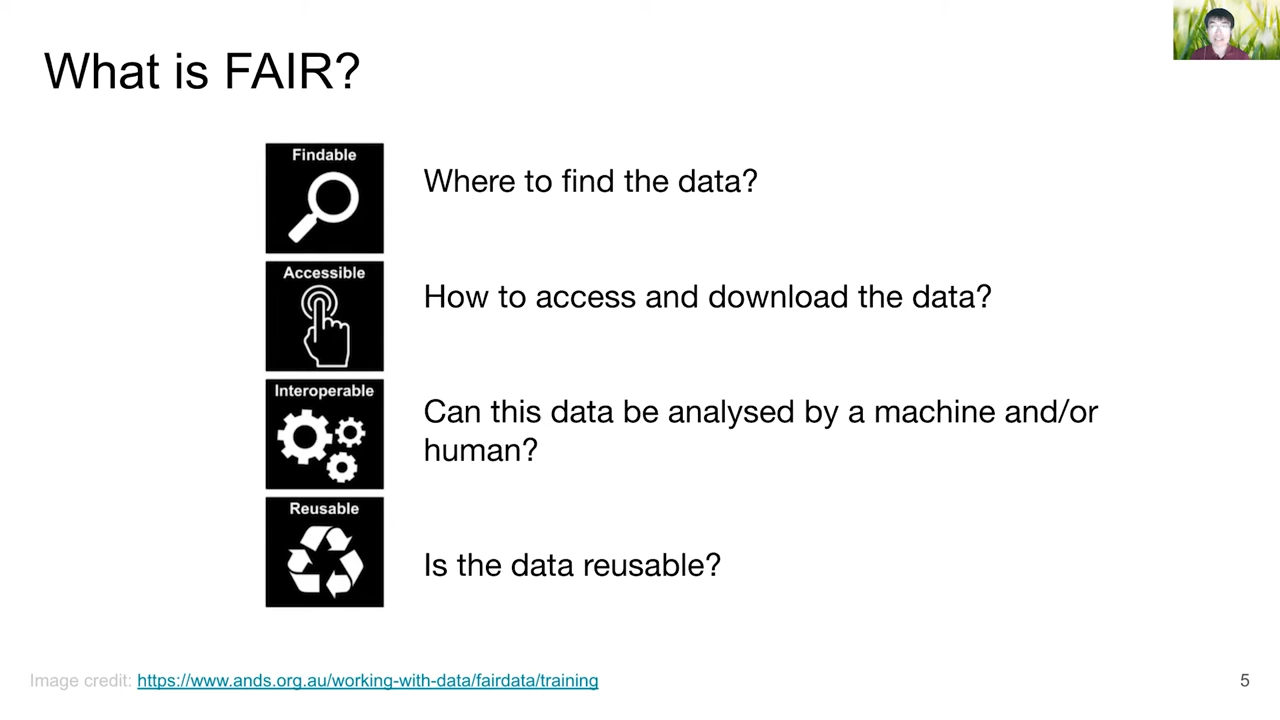 What is FAIR?
Findable
Where to find the data?
Accessible
How to access and download the data?
Interoperable
Can this data be analysed by a machine and/or
human?
Reusable
Is the data reusable?
Image credit: https://www.ands.org.au/working-with-data/fairdata/training
5